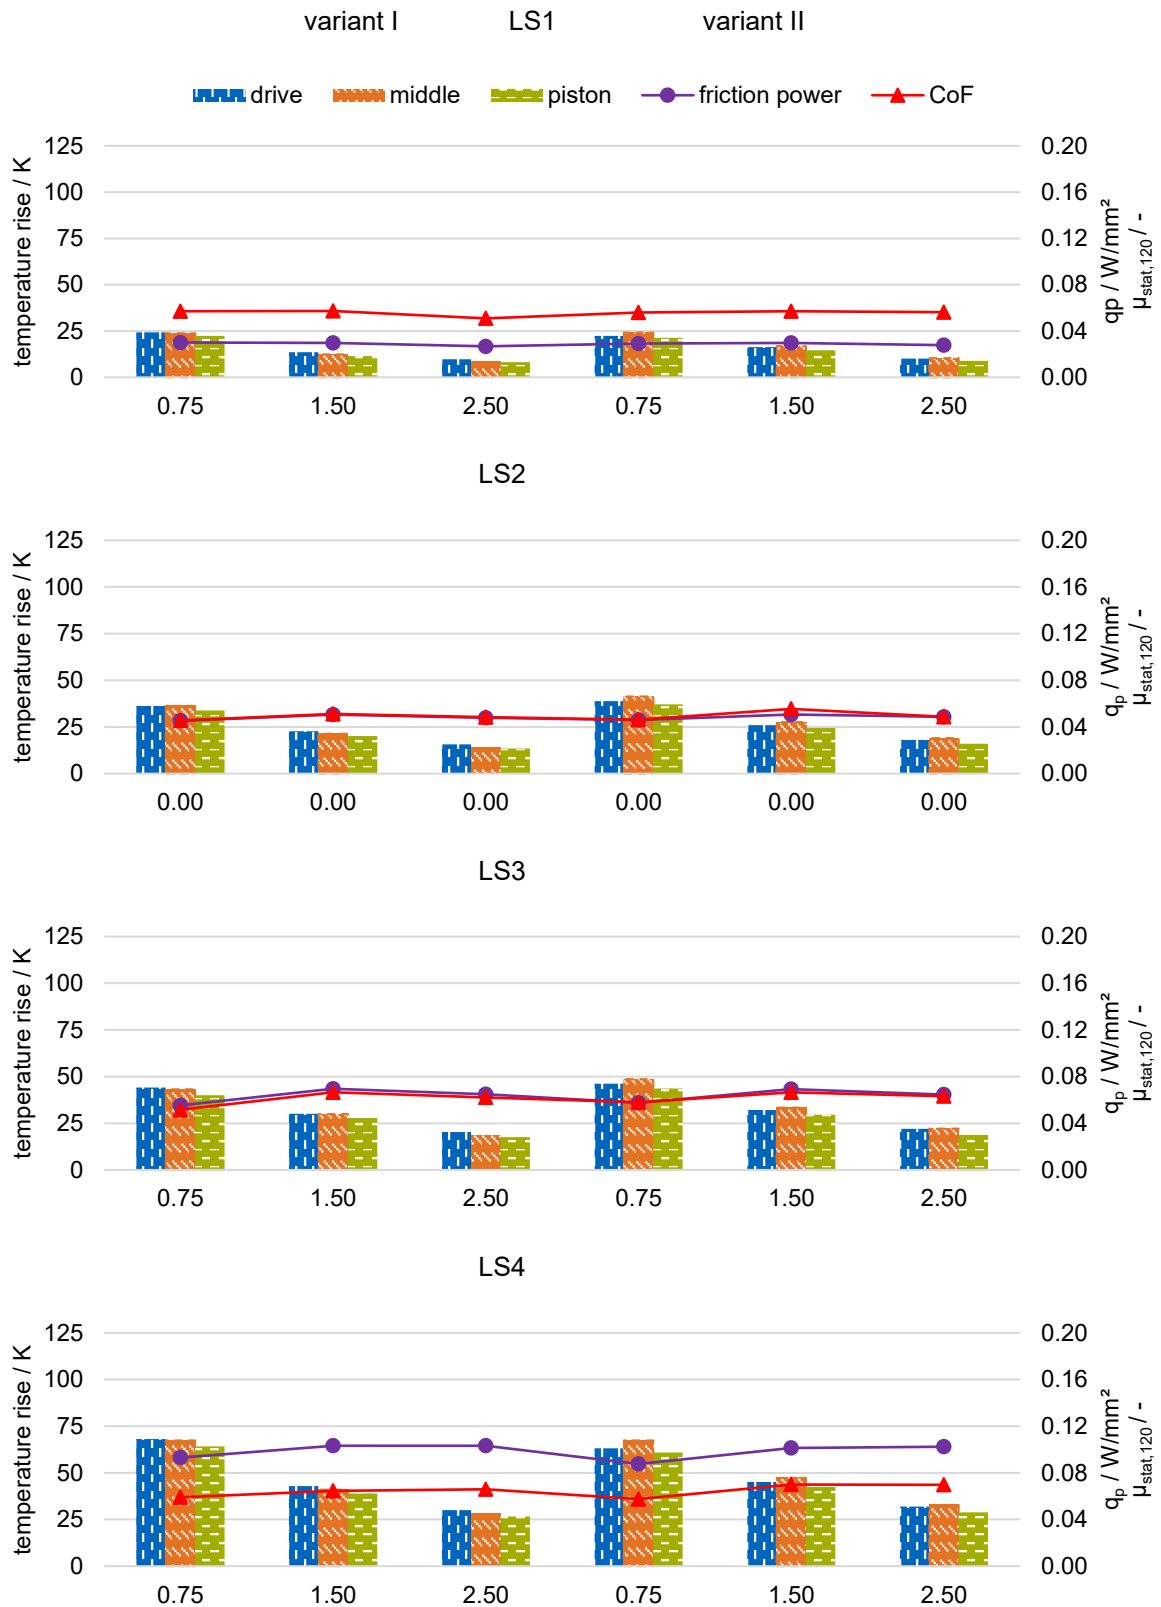 variant I LS1 variant II
drive middle piston friction power CoF
125 0.20
100 0.16
75 0.12
50 0.08
25 0.04
0 0.00
temperature rise / K
qp / W/mm²
μstat,120 / -
0.75 1.50 2.50 0.75 1.50 2.50
LS2
125 0.20
100 0.16
75 0.12
50 0.08
25 0.04
0 0.00
temperature rise / K
qp / W/mm²
μstat,120 / -
0.00 0.00 0.00 0.00 0.00 0.00
LS3
125 0.20
100 0.16
75 0.12
50 0.08
25 0.04
0 0.00
temperature rise / K
qp / W/mm²
μstat,120 / -
0.75 1.50 2.50 0.75 1.50 2.50
LS4
125 0.20
100 0.16
75 0.12
50 0.08
25 0.04
0 0.00
temperature rise / K
qp / W/mm²
μstat,120 / -
0.75 1.50 2.50 0.75 1.50 2.50